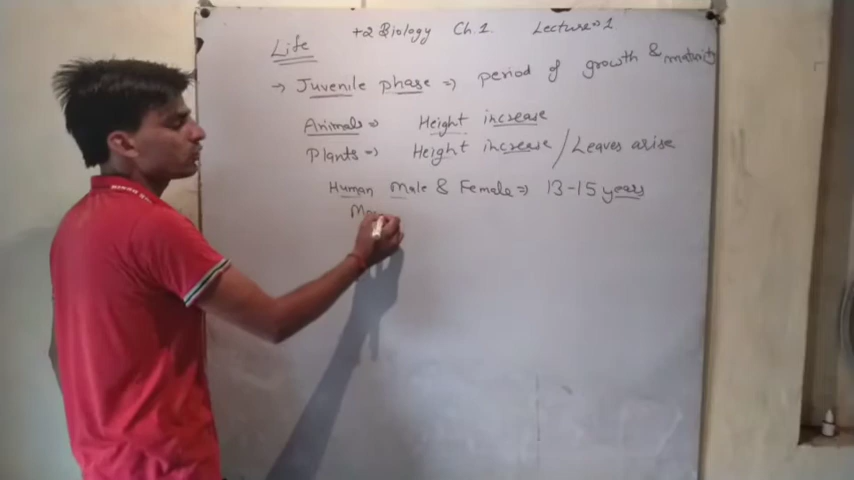 +2 Biology Ch.1. Lecture=1
Life
→ Juvenile phase => period of growth & maturity
Animals => Height increase
Plants => Height increase / Leaves arise
Human Male & Female => 13-15 years